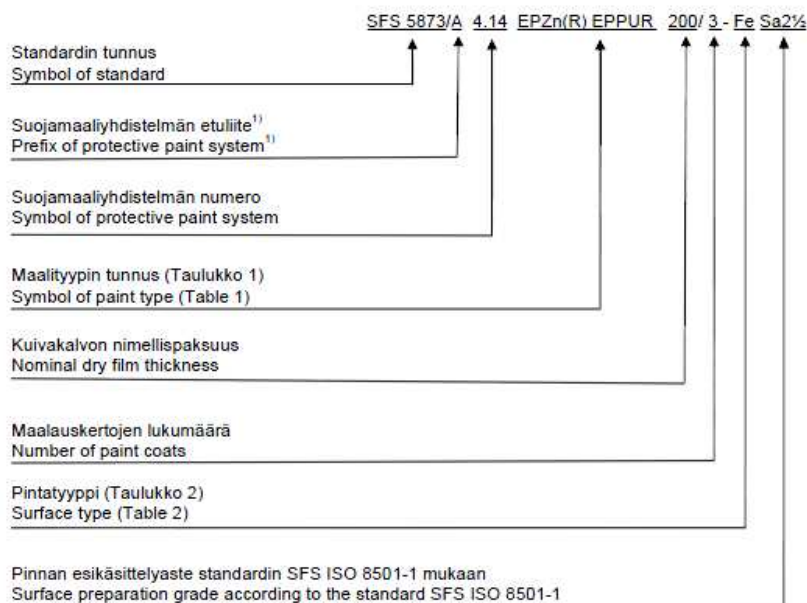 SFS 5873/A 4.14 EPZn(R) EPPUR 200/ 3 - Fe Sa2½
Standardin tunnus
Symbol of standard
Suojamaaliyhdistelmän etuliite¹⁾
Prefix of protective paint system¹⁾
Suojamaaliyhdistelmän numero
Symbol of protective paint system
Maalityypin tunnus (Taulukko 1)
Symbol of paint type (Table 1)
Kuivakalvon nimellispaksuus
Nominal dry film thickness
Maalauskertojen lukumäärä
Number of paint coats
Pintatyyppi (Taulukko 2)
Surface type (Table 2)
Pinnan esikäsittelyaste standardin SFS ISO 8501-1 mukaan
Surface preparation grade according to the standard SFS ISO 8501-1